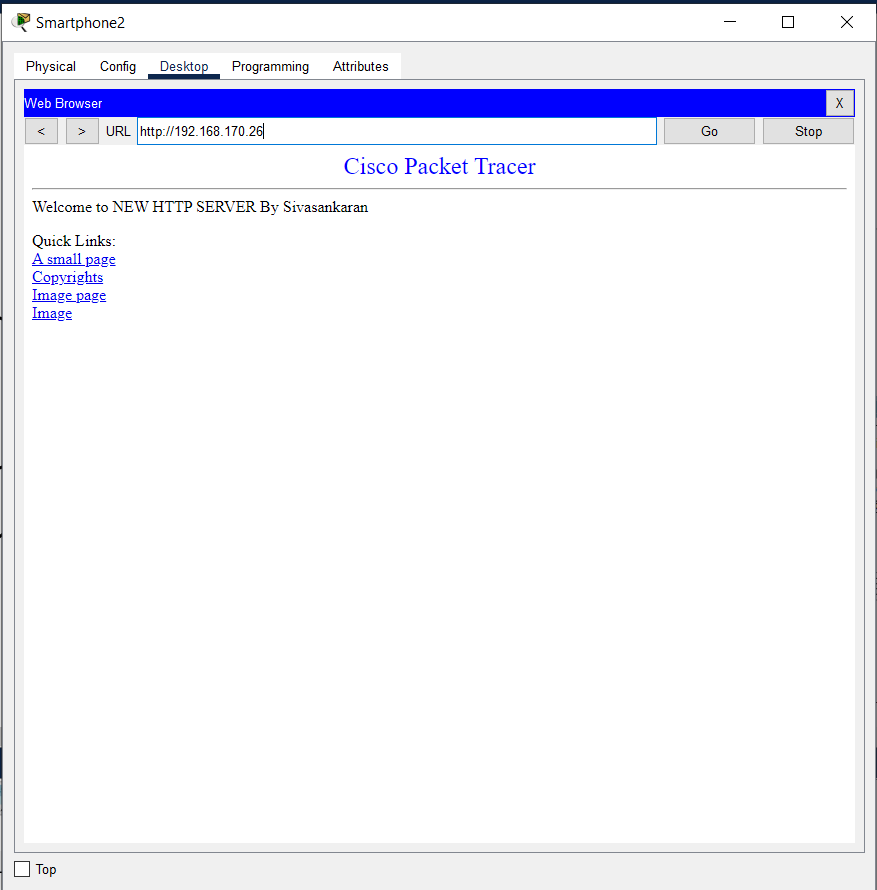 Smartphone2
Physical Config Desktop Programming Attributes
Web Browser X
< > URL http://192.168.170.26 Go Stop
Cisco Packet Tracer
Welcome to NEW HTTP SERVER By Sivasankaran
Quick Links:
A small page
Copyrights
Image page
Image
Top